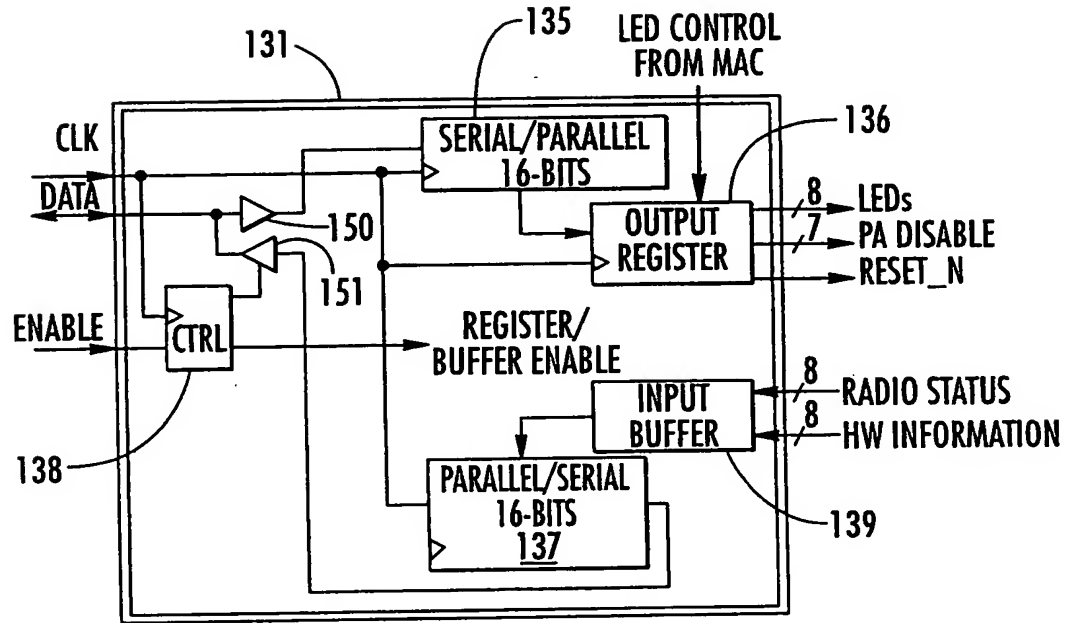 135
LED CONTROL
FROM MAC
131
136
CLK
SERIAL/PARALLEL
16-BITS
DATA
150
OUTPUT
REGISTER
8
LEDs
7
PA DISABLE
RESET_N
151
ENABLE
CTRL
REGISTER/
BUFFER ENABLE
INPUT
BUFFER
8
RADIO STATUS
8
HW INFORMATION
138
PARALLEL/SERIAL
16-BITS
137
139